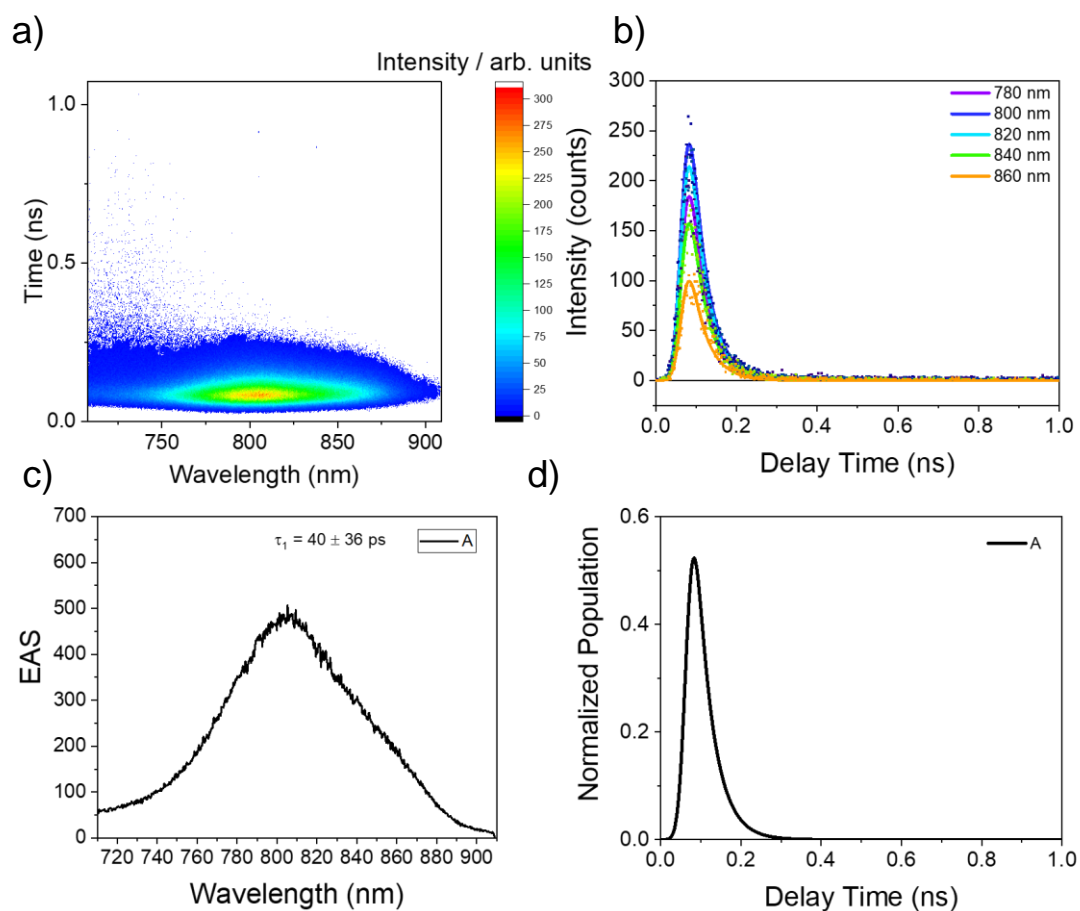 a)
Intensity / arb. units
300
275
250
225
200
175
150
125
100
75
50
25
0
1.0
0.5
0.0
Time (ns)
750
800
850
900
Wavelength (nm)
b)
300
250
200
150
100
50
0
Intensity (counts)
780 nm
800 nm
820 nm
840 nm
860 nm
0.0 0.2 0.4 0.6 0.8 1.0
Delay Time (ns)
c)
700
600
500
400
300
200
100
0
EAS
τ₁ = 40 ± 36 ps
A
720 740 760 780 800 820 840 860 880 900
Wavelength (nm)
d)
0.6
0.4
0.2
0.0
Normalized Population
A
0.0 0.2 0.4 0.6 0.8 1.0
Delay Time (ns)